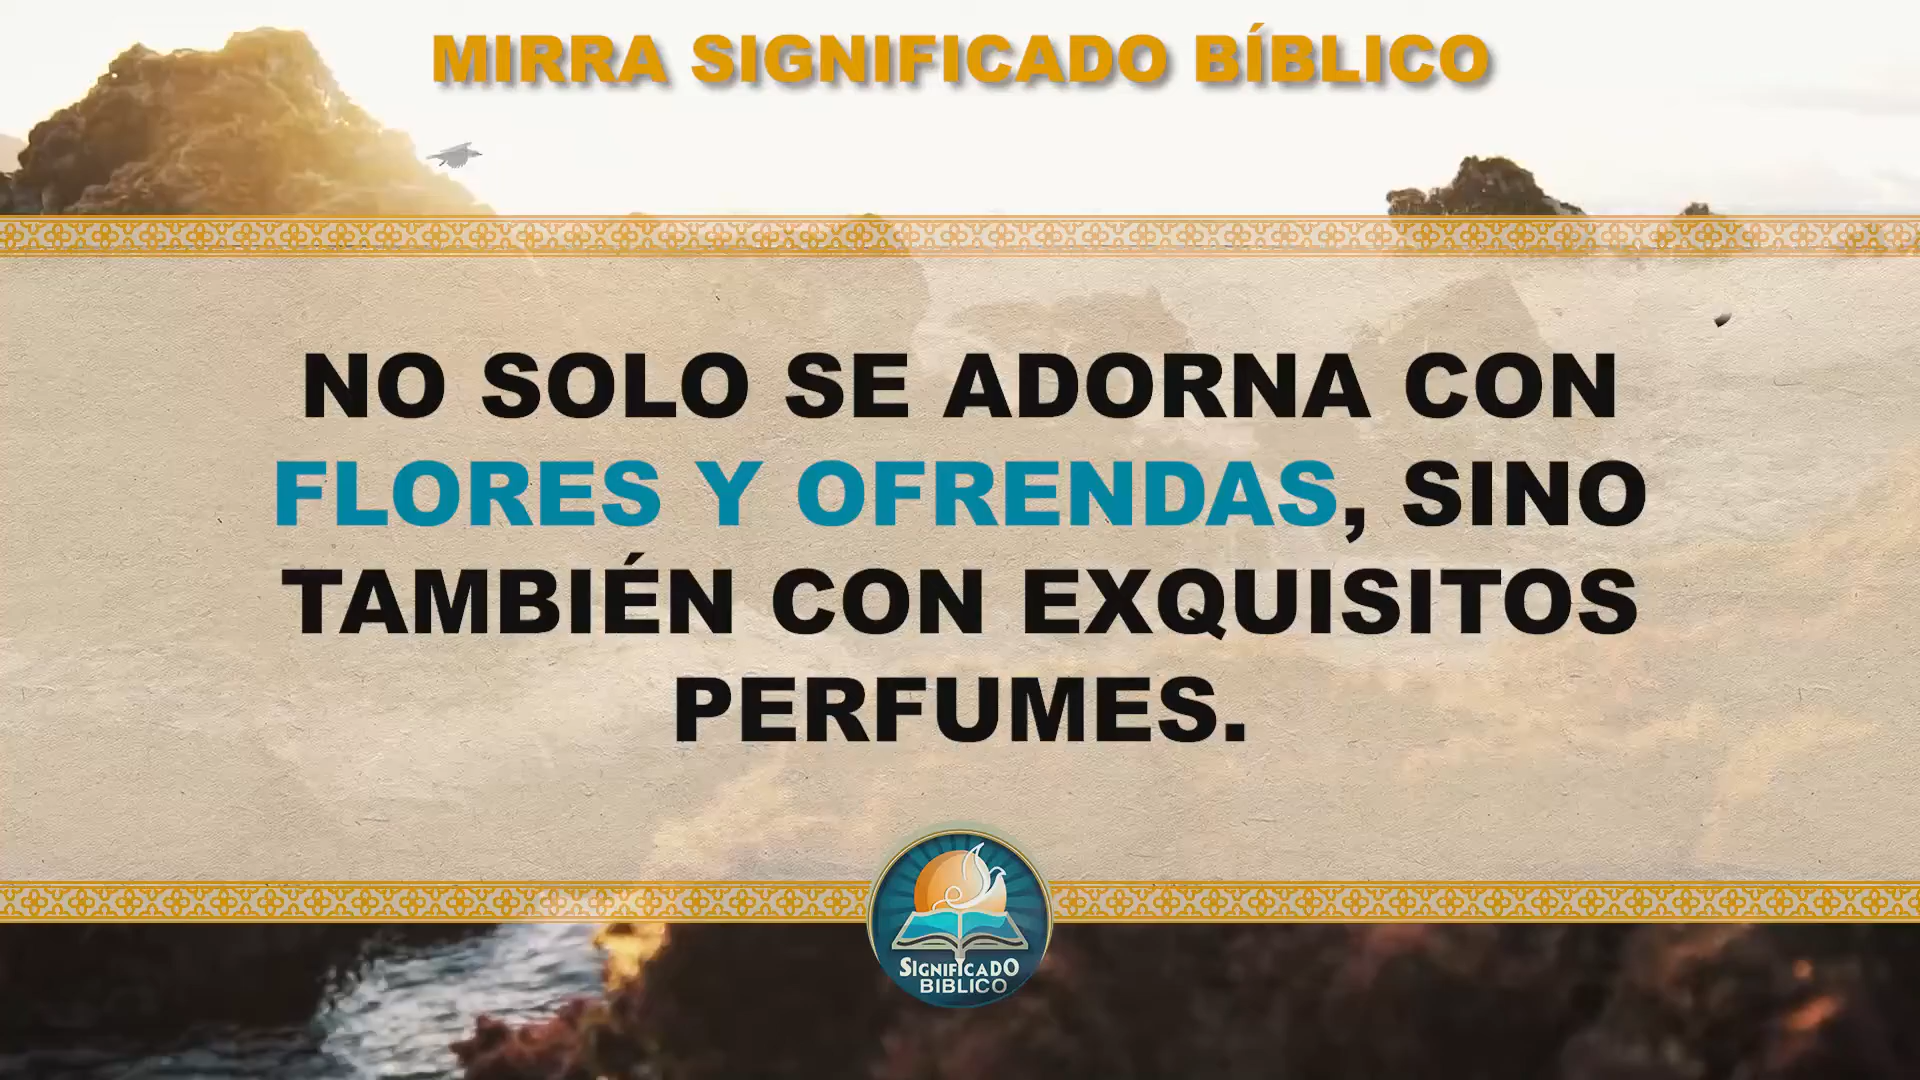 MIRRA SIGNIFICADO BÍBLICO
NO SOLO SE ADORNA CON
FLORES Y OFRENDAS, SINO
TAMBIÉN CON EXQUISITOS
PERFUMES.
SIGNIFICADO
BIBLICO